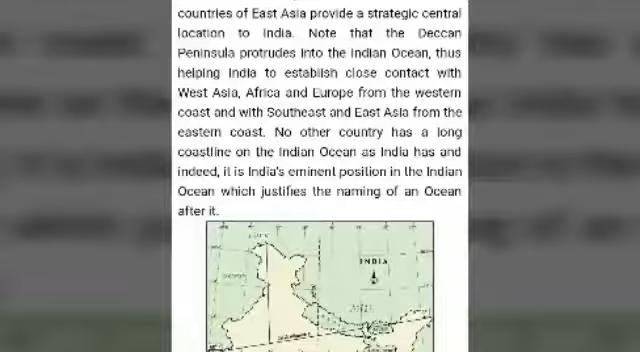 countries of East Asia provide a strategic central
location to India. Note that the Deccan
Peninsula protrudes into the Indian Ocean, thus
helping India to establish close contact with
West Asia, Africa and Europe from the western
coast and with Southeast and East Asia from the
eastern coast. No other country has a long
coastline on the Indian Ocean as India has and
indeed, it is India's eminent position in the Indian
Ocean which justifies the naming of an Ocean
after it.
INDIA